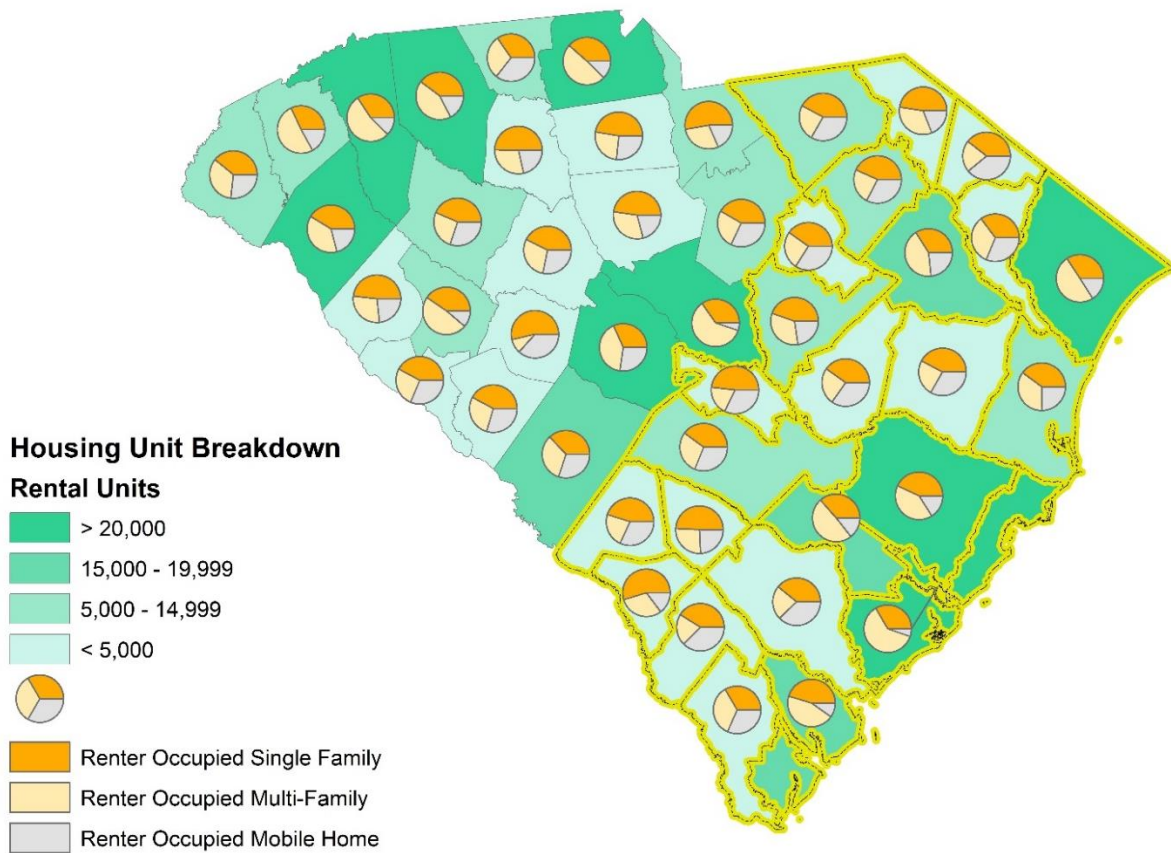 Housing Unit Breakdown
Rental Units
> 20,000
15,000 - 19,999
5,000 - 14,999
< 5,000
Renter Occupied Single Family
Renter Occupied Multi-Family
Renter Occupied Mobile Home